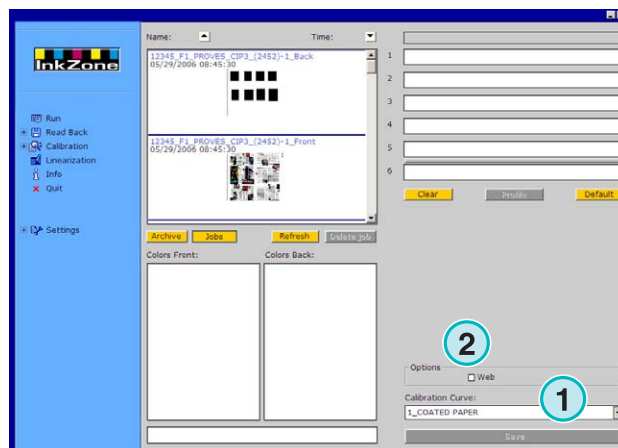 InkZone
Run
Read Back
Calibration
Linearization
Info
Quit
Settings
Name:
Time:
12345_F1_PROVES_CIP3_(2452)-1_Back
05/29/2006 08:45:30
12345_F1_PROVES_CIP3_(2452)-1_Front
05/29/2006 08:45:30
Archive
Jobs
Refresh
Delete job
Colors Front:
Colors Back:
1
2
3
4
5
6
Clear
Profile
Default
2
Options
Web
Calibration Curve:
1
1_COATED PAPER
Save